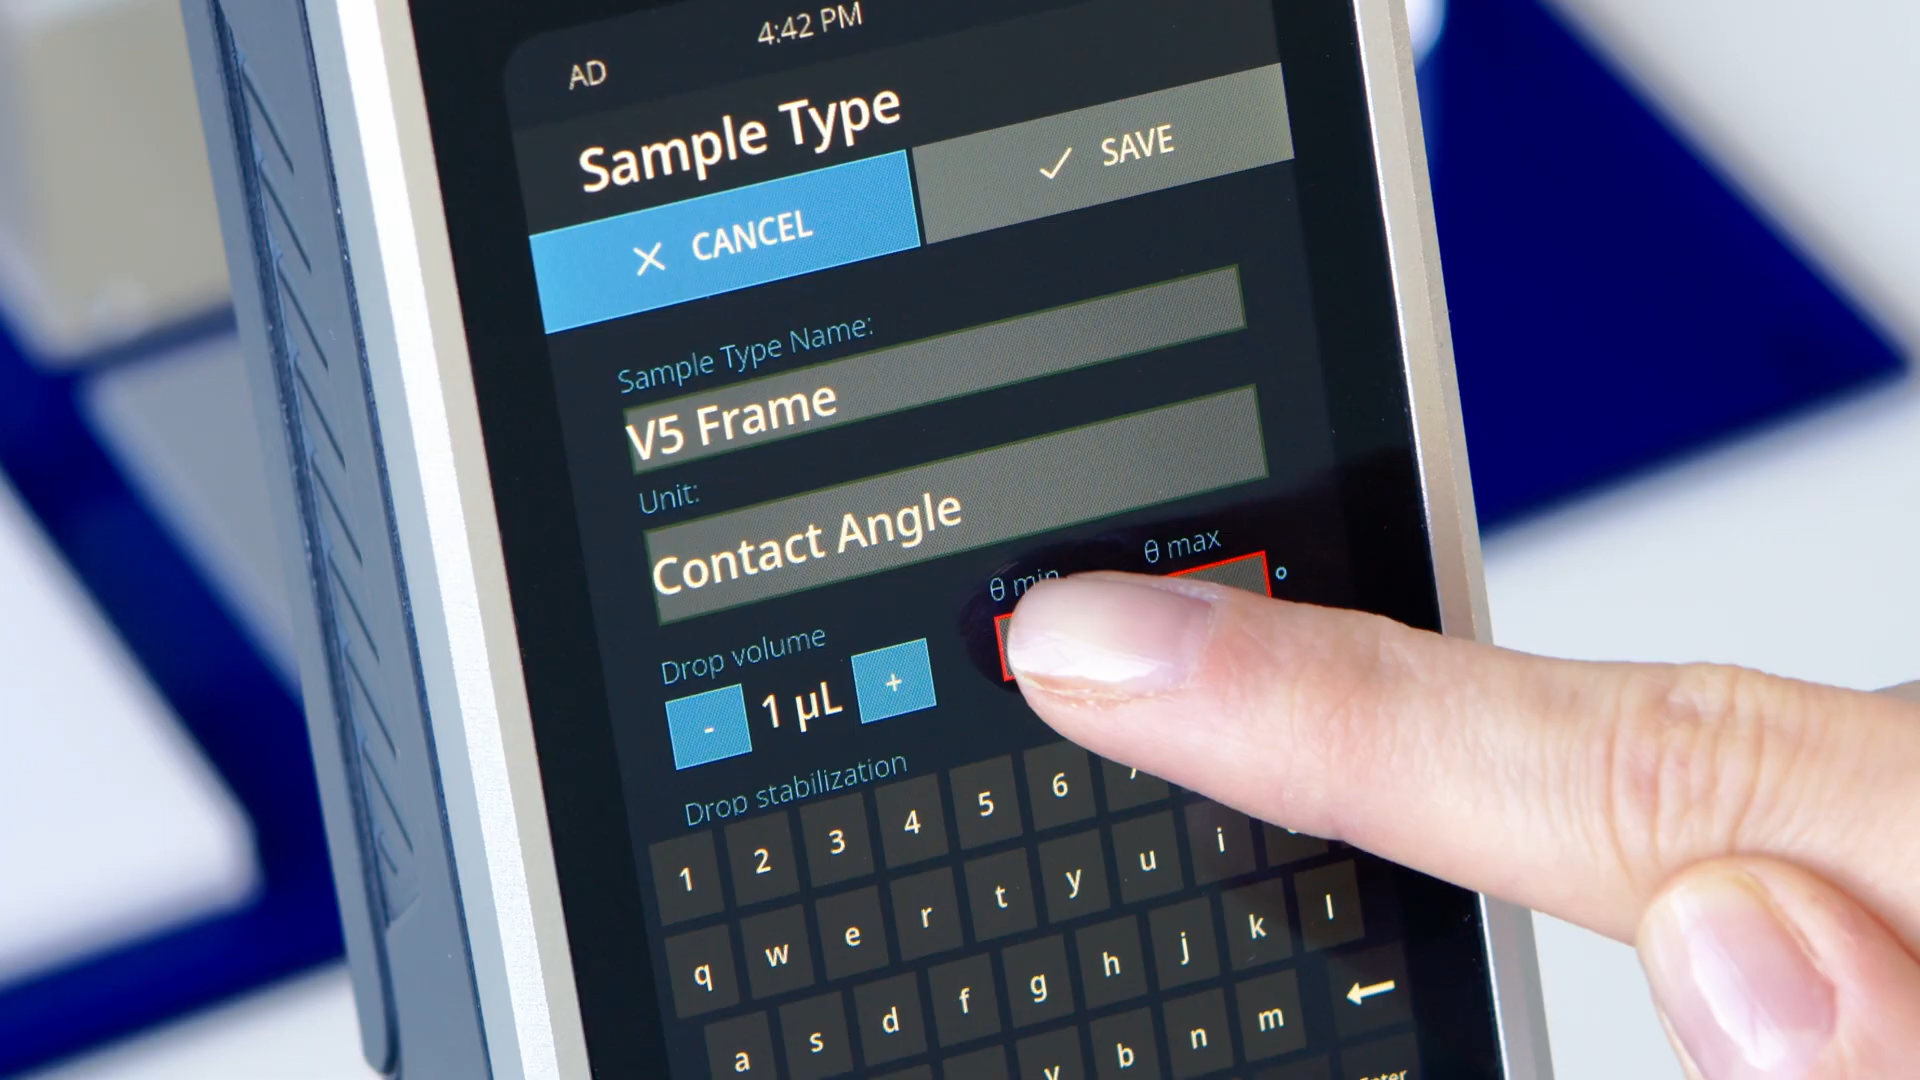 4:42 PM
AD
Sample Type
CANCEL
SAVE
Sample Type Name:
V5 Frame
Unit:
Contact Angle
θ min
θ max
°
Drop volume
- 1 µL +
Drop stabilization
1 2 3 4 5 6
q w e r t y u i
a s d f g h j k l
b n m